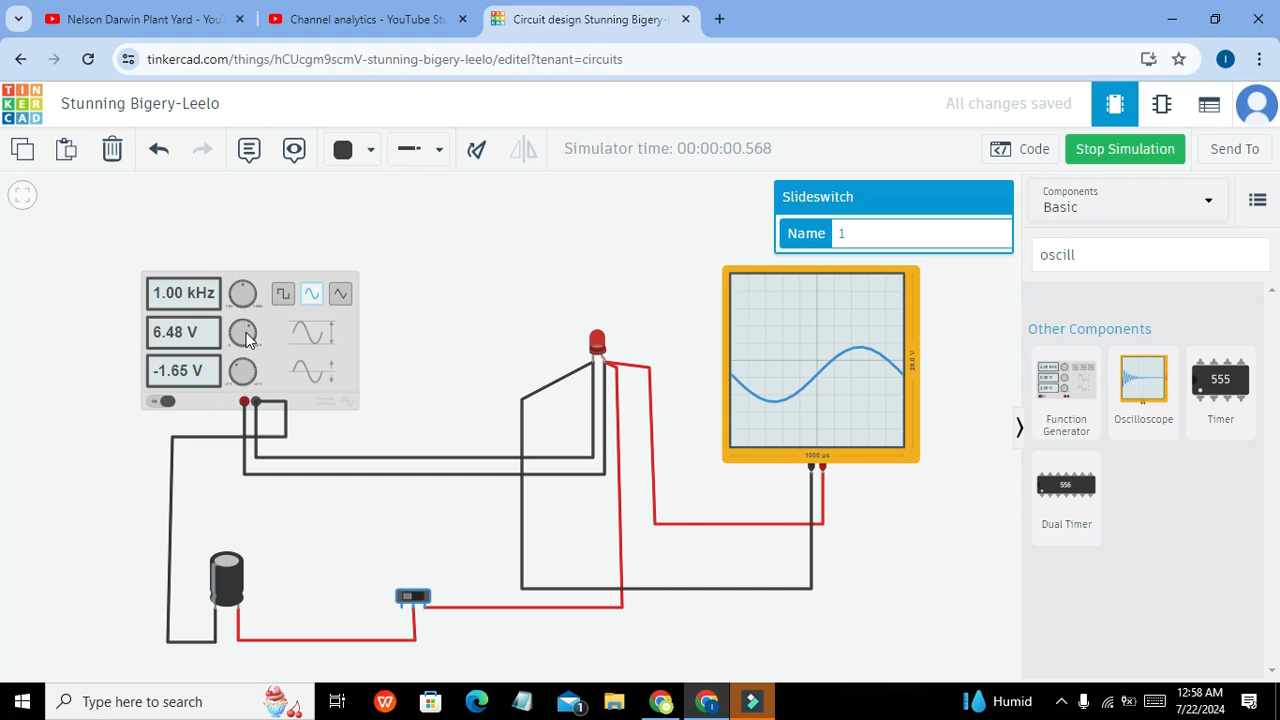 Nelson Darwin Plant Yard - You
Channel analytics - YouTube Stu
Circuit design Stunning Bigery-
tinkercad.com/things/hCUcgm9scmV-stunning-bigery-leelo/editel?tenant=circuits
I
TIN
KER
CAD
Stunning Bigery-Leelo
All changes saved
Simulator time: 00:00:00.568
Code
Stop Simulation
Send To
Slideswitch
Name 1
Components
Basic
oscill
Other Components
Function
Generator
Oscilloscope
555
Timer
556
Dual Timer
1.00 kHz
6.48 V
-1.65 V
20.0 V
1000 µs
Type here to search
1
Humid
12:58 AM
7/22/2024